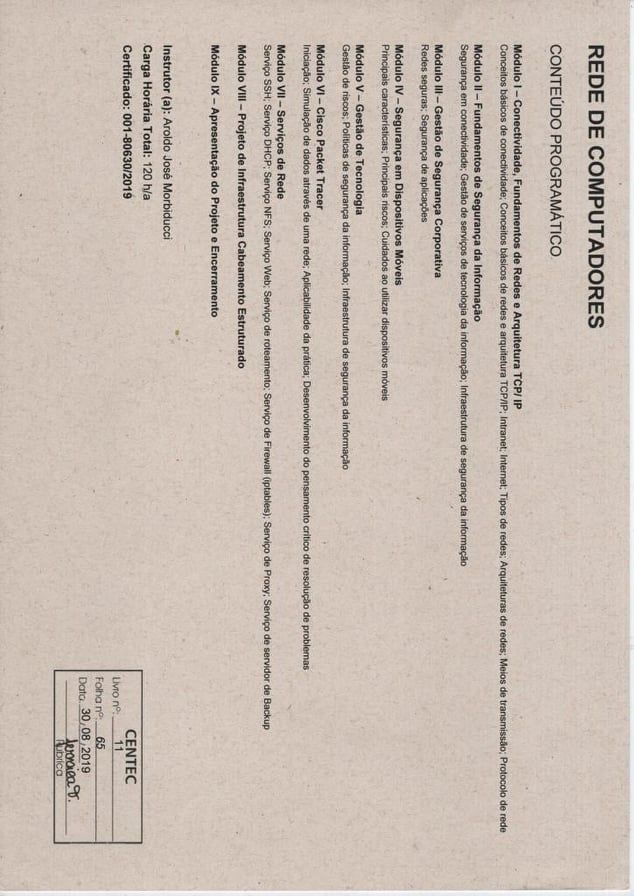 REDE DE COMPUTADORES
CONTEÚDO PROGRAMÁTICO
Módulo I – Conectividade, Fundamentos de Redes e Arquitetura TCP/ IP
Conceitos básicos de conectividade; Conceitos básicos de redes e arquitetura TCP/IP; Intranet; Internet; Tipos de redes; Arquiteturas de redes; Meios de transmissão; Protocolo de rede
Módulo II – Fundamentos de Segurança da Informação
Segurança em conectividade; Gestão de serviços de tecnologia da informação; Infraestrutura de segurança da informação
Módulo III – Gestão de Segurança Corporativa
Redes seguras; Segurança de aplicações
Módulo IV – Segurança em Dispositivos Móveis
Principais características; Principais riscos; Cuidados ao utilizar dispositivos móveis
Módulo V – Gestão de Tecnologia
Gestão de riscos; Políticas de segurança da informação; Infraestrutura de segurança da informação
Módulo VI – Cisco Packet Tracer
Iniciação; Simulação de dados através de uma rede; Aplicabilidade da prática; Desenvolvimento do pensamento crítico de resolução de problemas
Módulo VII – Serviços de Rede
Serviço SSH; Serviço DHCP; Serviço NFS; Serviço Web; Serviço de roteamento; Serviço de Firewall (iptables); Serviço de Proxy; Serviço de servidor de Backup
Módulo VIII – Projeto de Infraestrutura Cabeamento Estruturado
Módulo IX – Apresentação do Projeto e Encerramento
Instrutor (a): Aroldo José Morbiducci
Carga Horária Total: 120 h/a
Certificado: 001-80630/2019
CENTEC
Livro nº: 11
Folha nº: 65
Data: 30/08/2019
Rubrica